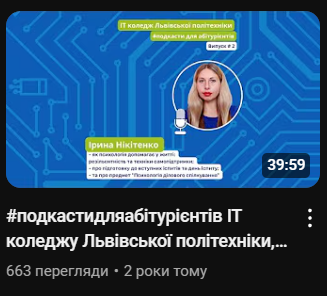 ІТ коледж Львівської політехніки
#подкасти для абітурієнтів
Випуск # 2
Ірина Нікітенко
- як психологія допомагає у житті:
резільєнтність та техніки самопідтримки;
- про підготовку до вступних іспитів та день іспиту;
- та про предмет "Психологія ділового спілкування"
39:59
#подкастидляабітурієнтів ІТ
коледжу Львівської політехніки,...
663 перегляди • 2 роки тому